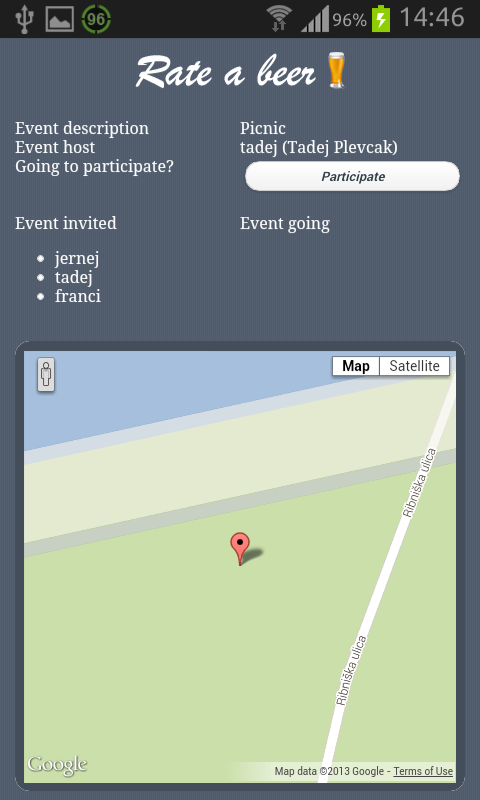 96 96% 14:46
Rate a beer
Event description Picnic
Event host tadej (Tadej Plevcak)
Going to participate?
Participate
Event invited Event going
jernej
tadej
franci
Map Satellite
Ribniška ulica
Ribniška ulica
Google Map data ©2013 Google - Terms of Use